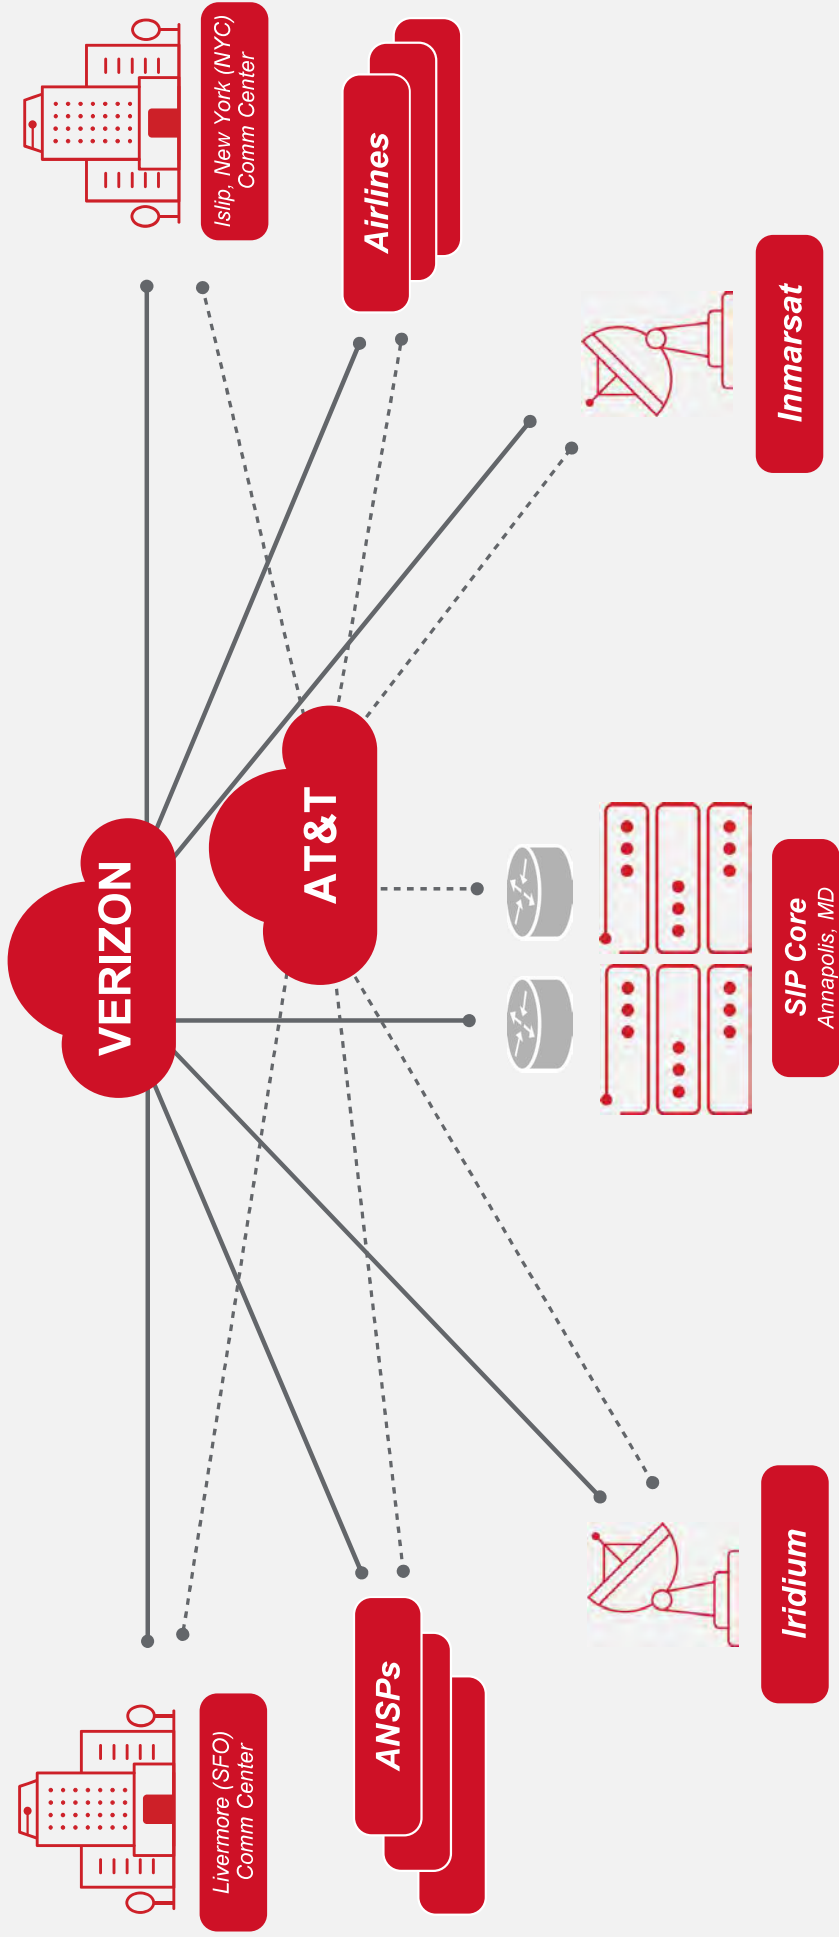 VERIZON
AT&T
Livermore (SFO)
Comm Center
Islip, New York (NYC)
Comm Center
ANSPs
Airlines
Iridium
SIP Core
Annapolis, MD
Inmarsat